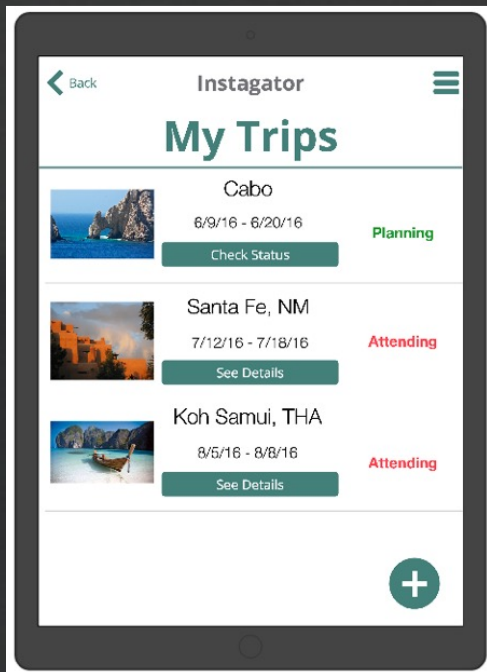 Back
Instagator
My Trips
Cabo
6/9/16 - 6/20/16
Planning
Check Status
Santa Fe, NM
7/12/16 - 7/18/16
Attending
See Details
Koh Samui, THA
8/5/16 - 8/8/16
Attending
See Details